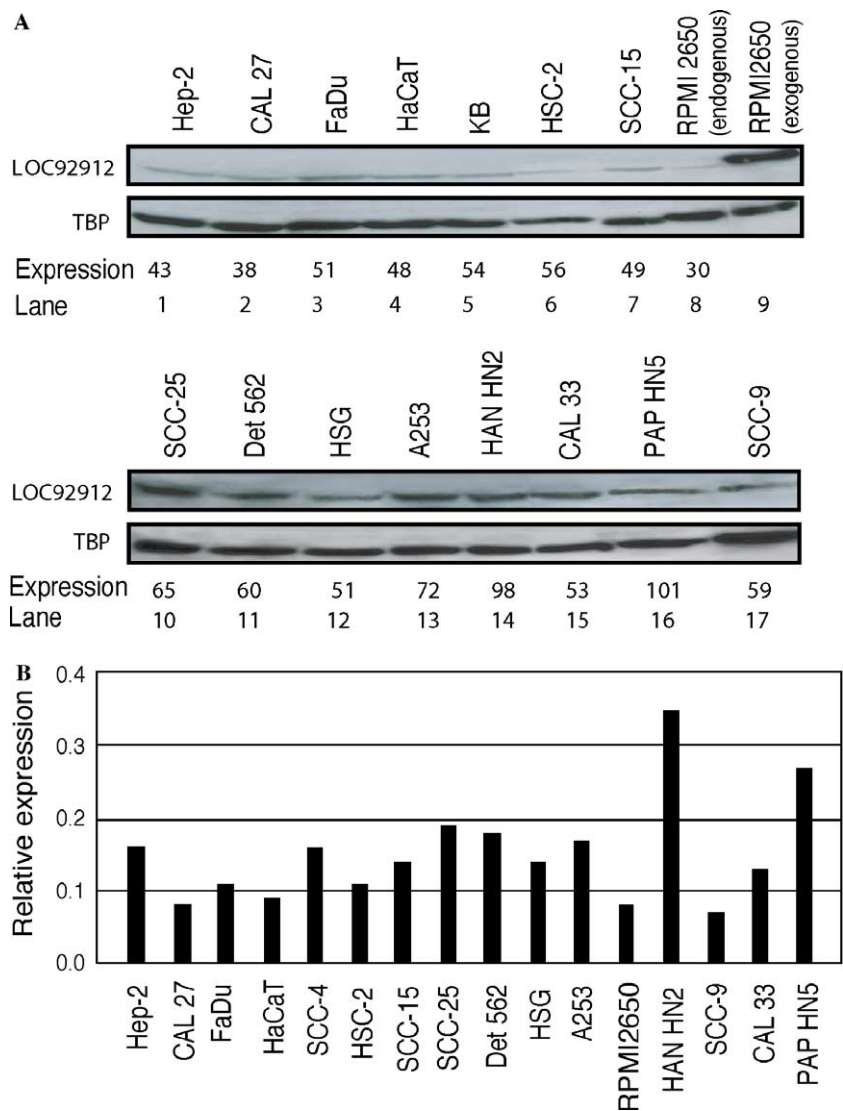 A
Hep-2 CAL 27 FaDu HaCaT KB HSC-2 SCC-15 RPMI 2650 (endogenous) RPMI2650 (exogenous)
LOC92912
TBP
Expression 43 38 51 48 54 56 49 30
Lane 1 2 3 4 5 6 7 8 9
SCC-25 Det 562 HSG A253 HAN HN2 CAL 33 PAP HN5 SCC-9
LOC92912
TBP
Expression 65 60 51 72 98 53 101 59
Lane 10 11 12 13 14 15 16 17
B
Relative expression
0.4
0.3
0.2
0.1
0.0
Hep-2 CAL 27 FaDu HaCaT SCC-4 HSC-2 SCC-15 SCC-25 Det 562 HSG A253 RPMI2650 HAN HN2 SCC-9 CAL 33 PAP HN5